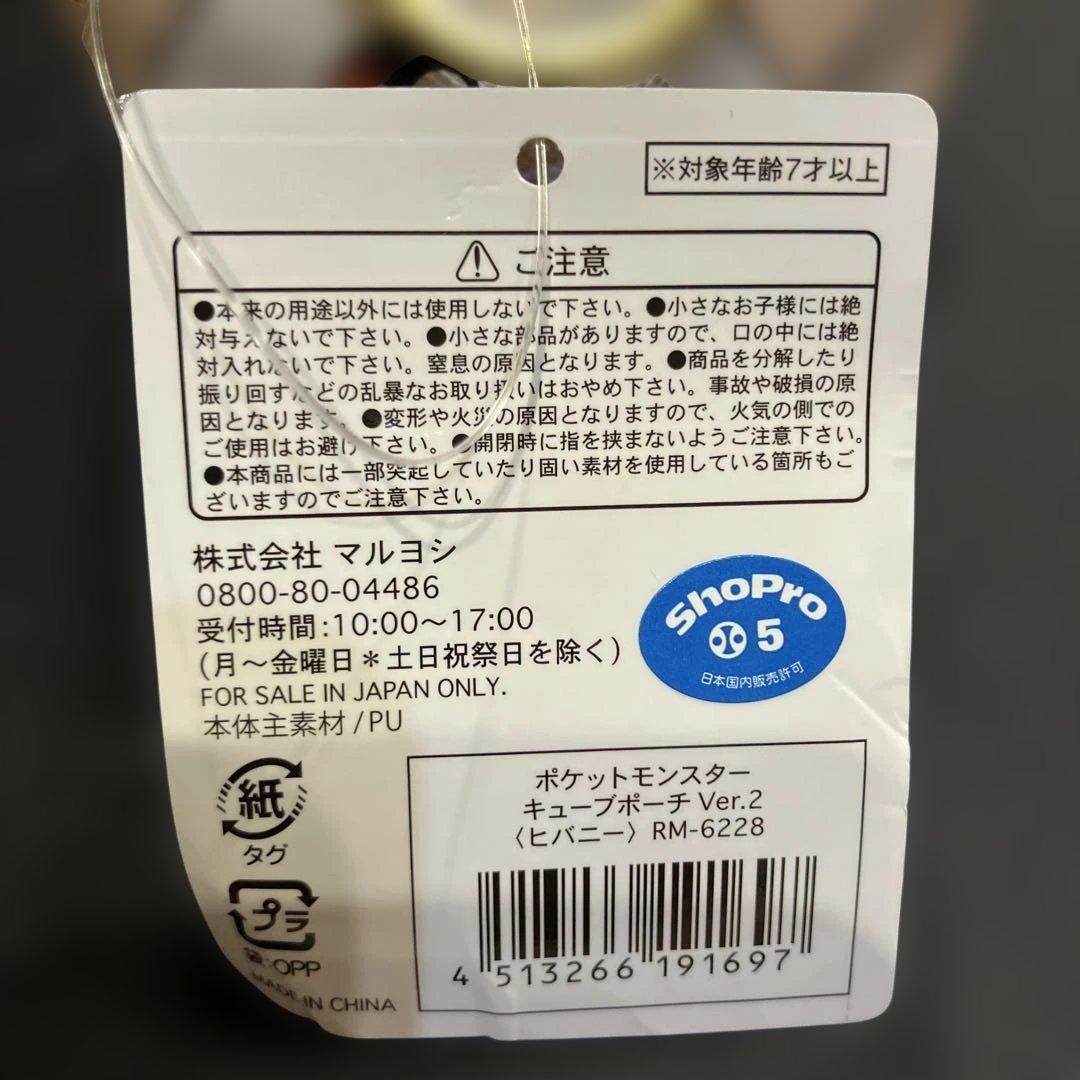 ※対象年齢7才以上
ご注意
●本来の用途以外には使用しないで下さい。●小さなお子様には絶
対与えないで下さい。●小さな部品がありますので、口の中には絶
対入れないで下さい。窒息の原因となります。●商品を分解したり
振り回すなどの乱暴なお取り扱いはおやめ下さい。事故や破損の原
因となります。●変形や火災の原因となりますので、火気の側での
ご使用はお避け下さい。●開閉時に指を挟まないようご注意下さい。
●本商品には一部突起していたり固い素材を使用している箇所もご
ざいますのでご注意下さい。
株式会社 マルヨシ
0800-80-04486
受付時間:10:00～17:00
(月～金曜日＊土日祝祭日を除く)
FOR SALE IN JAPAN ONLY.
本体主素材/PU
ShoPro
5
日本国内販売許可
紙
タグ
プラ
袋:OPP
MADE IN CHINA
ポケットモンスター
キューブポーチ Ver.2
〈ヒバニー〉RM-6228
4 513266 191697